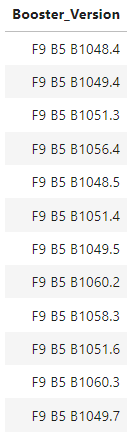 Booster_Version
F9 B5 B1048.4
F9 B5 B1049.4
F9 B5 B1051.3
F9 B5 B1056.4
F9 B5 B1048.5
F9 B5 B1051.4
F9 B5 B1049.5
F9 B5 B1060.2
F9 B5 B1058.3
F9 B5 B1051.6
F9 B5 B1060.3
F9 B5 B1049.7